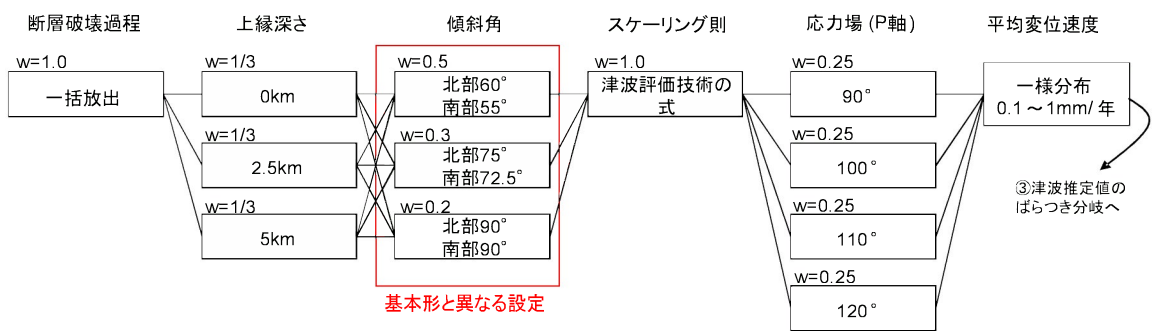 断層破壊過程
上縁深さ
傾斜角
スケーリング則
応力場 (P軸)
平均変位速度
w=1.0
一括放出
w=1/3
0km
w=1/3
2.5km
w=1/3
5km
w=0.5
北部60°
南部55°
w=0.3
北部75°
南部72.5°
w=0.2
北部90°
南部90°
基本形と異なる設定
w=1.0
津波評価技術の
式
w=0.25
90°
w=0.25
100°
w=0.25
110°
w=0.25
120°
一様分布
0.1～1mm/ 年
③津波推定値の
ばらつき分岐へ